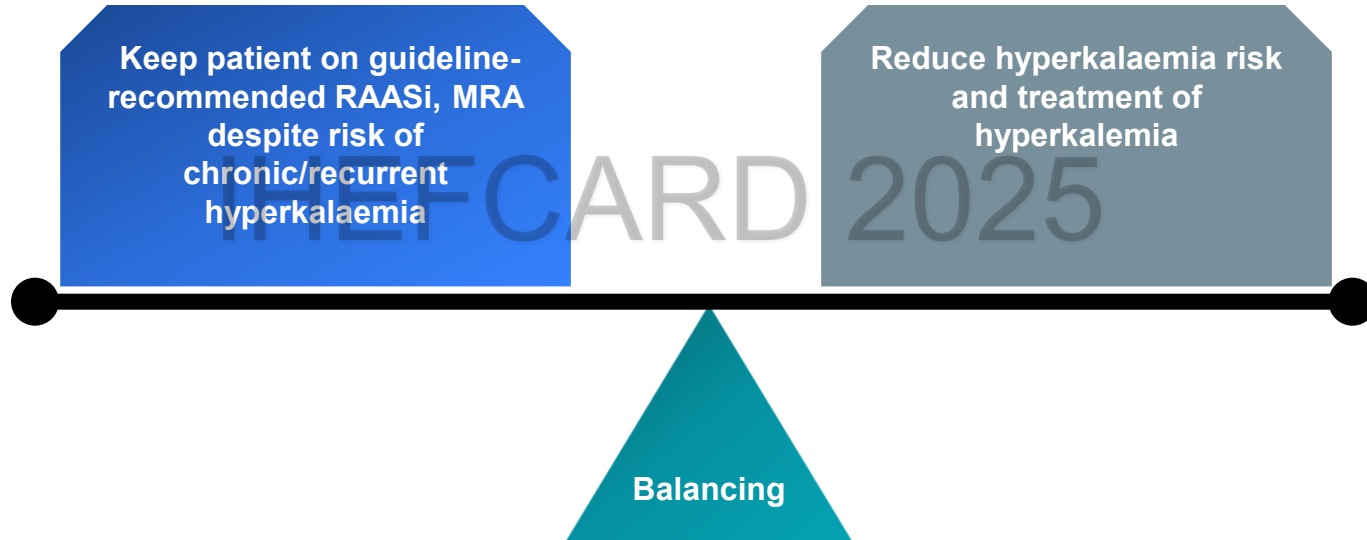 Keep patient on guideline-
recommended RAASi, MRA
despite risk of
chronic/recurrent
hyperkalaemia
Reduce hyperkalaemia risk
and treatment of
hyperkalemia
IHEFCARD 2025
Balancing